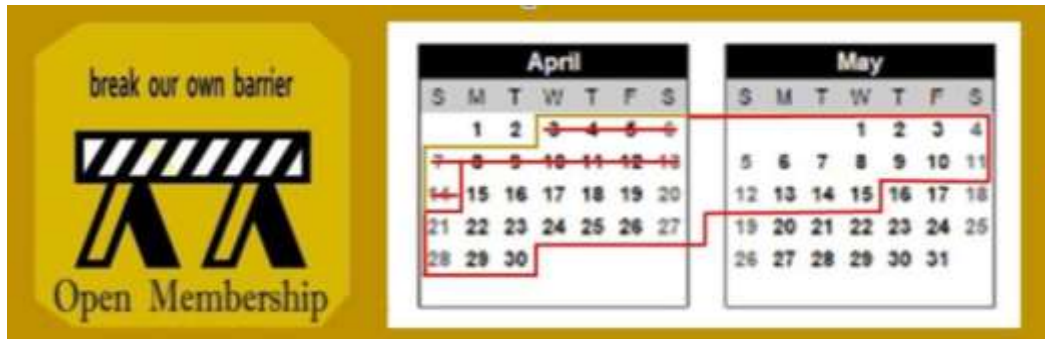 break our own barrier
Open Membership
April
S M T W T F S
1 2 3 4 5 6
7 8 9 10 11 12 13
14 15 16 17 18 19 20
21 22 23 24 25 26 27
28 29 30
May
S M T W T F S
1 2 3 4
5 6 7 8 9 10 11
12 13 14 15 16 17 18
19 20 21 22 23 24 25
26 27 28 29 30 31